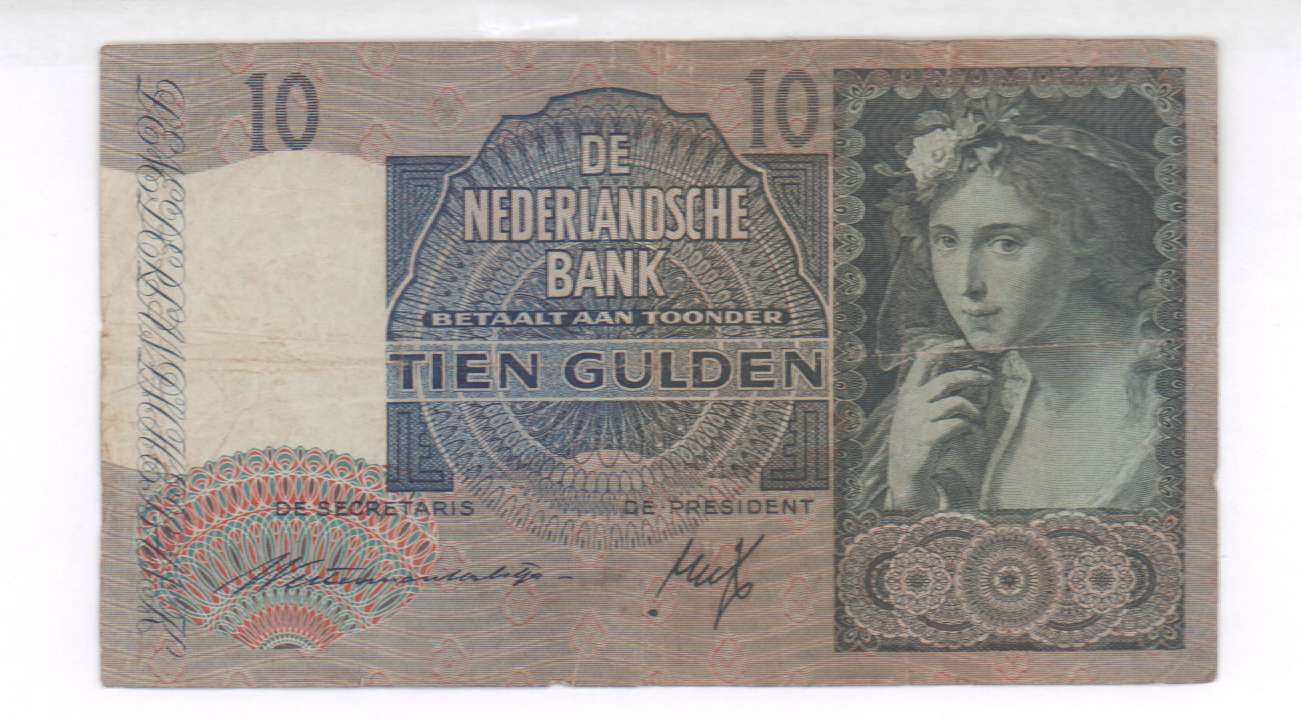 10
10
DE
NEDERLANDSCHE
BANK
BETAALT AAN TOONDER
TIEN GULDEN
DE SECRETARIS
DE PRESIDENT